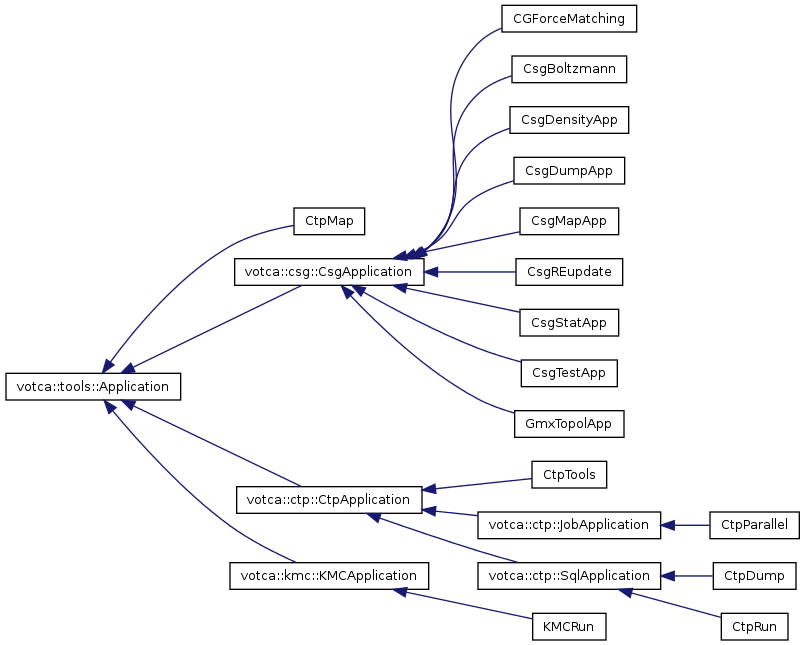 CGForceMatching
CsgBoltzmann
CsgDensityApp
CsgDumpApp
CtpMap
CsgMapApp
votca::csg::CsgApplication
CsgREupdate
CsgStatApp
CsgTestApp
votca::tools::Application
GmxTopolApp
CtpTools
votca::ctp::CtpApplication
votca::ctp::JobApplication
CtpParallel
votca::kmc::KMCApplication
votca::ctp::SqlApplication
CtpDump
KMCRun
CtpRun